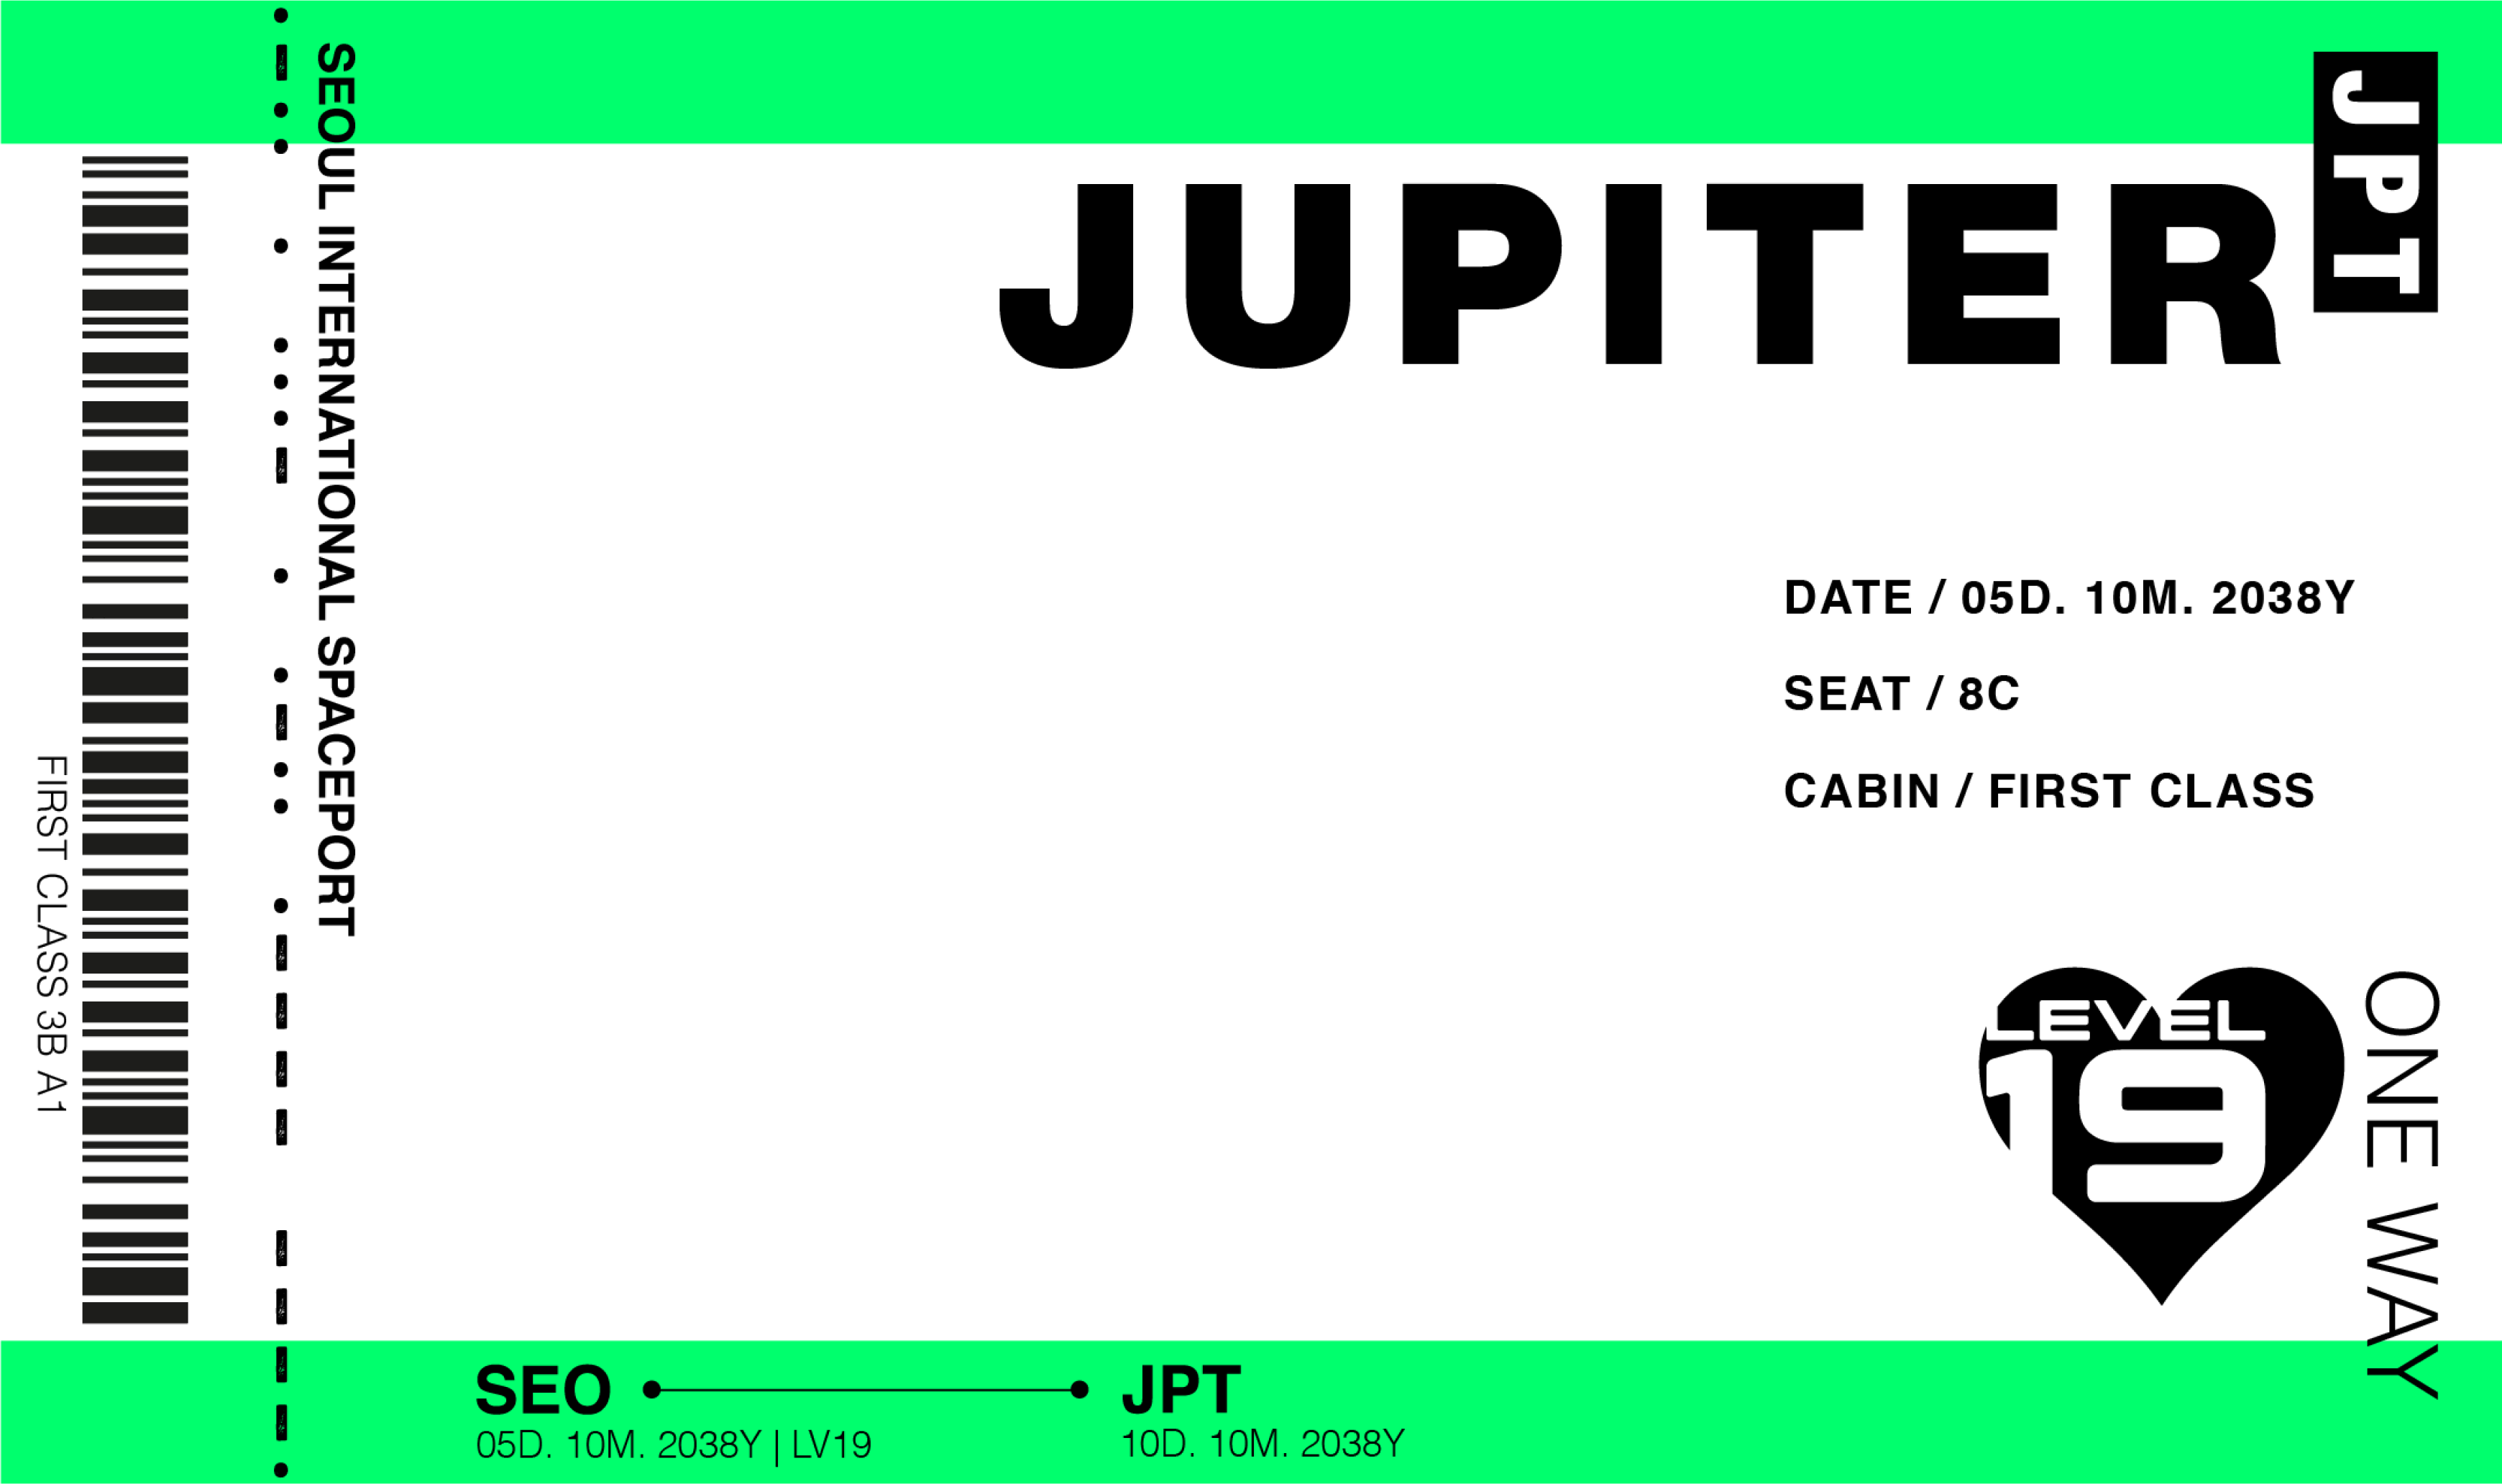 SEOUL INTERNATIONAL SPACEPORT
FIRST CLASS 3B A1
JUPITER
JPT
DATE / 05D. 10M. 2038Y
SEAT / 8C
CABIN / FIRST CLASS
LEVEL
19
ONE WAY
SEO
JPT
05D. 10M. 2038Y | LV19
10D. 10M. 2038Y